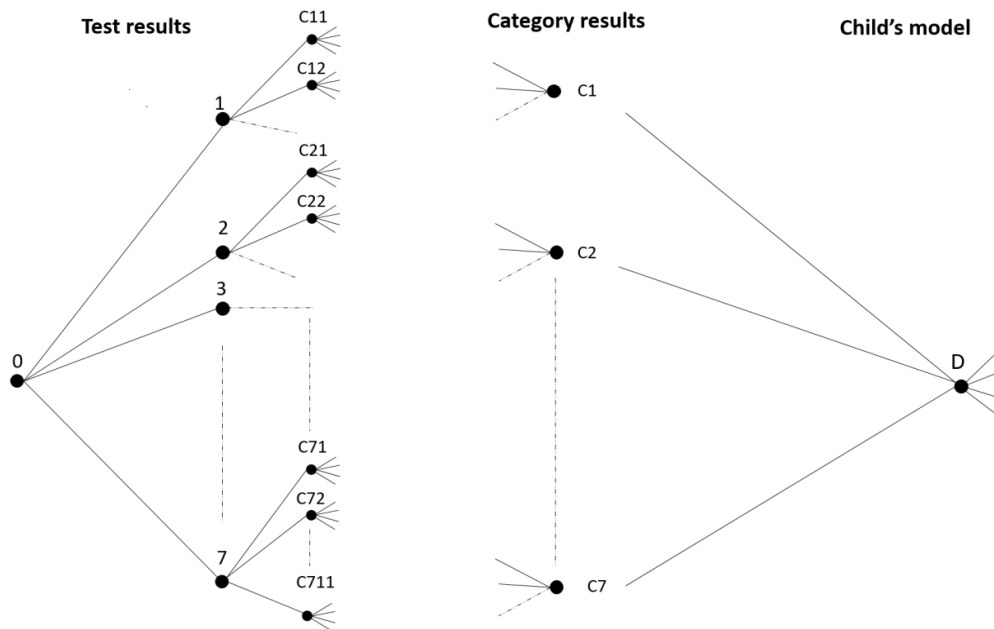 Test results
Category results
Child's model
C11
C12
1
C21
C22
2
3
0
C71
C72
7
C711
C1
C2
C7
D